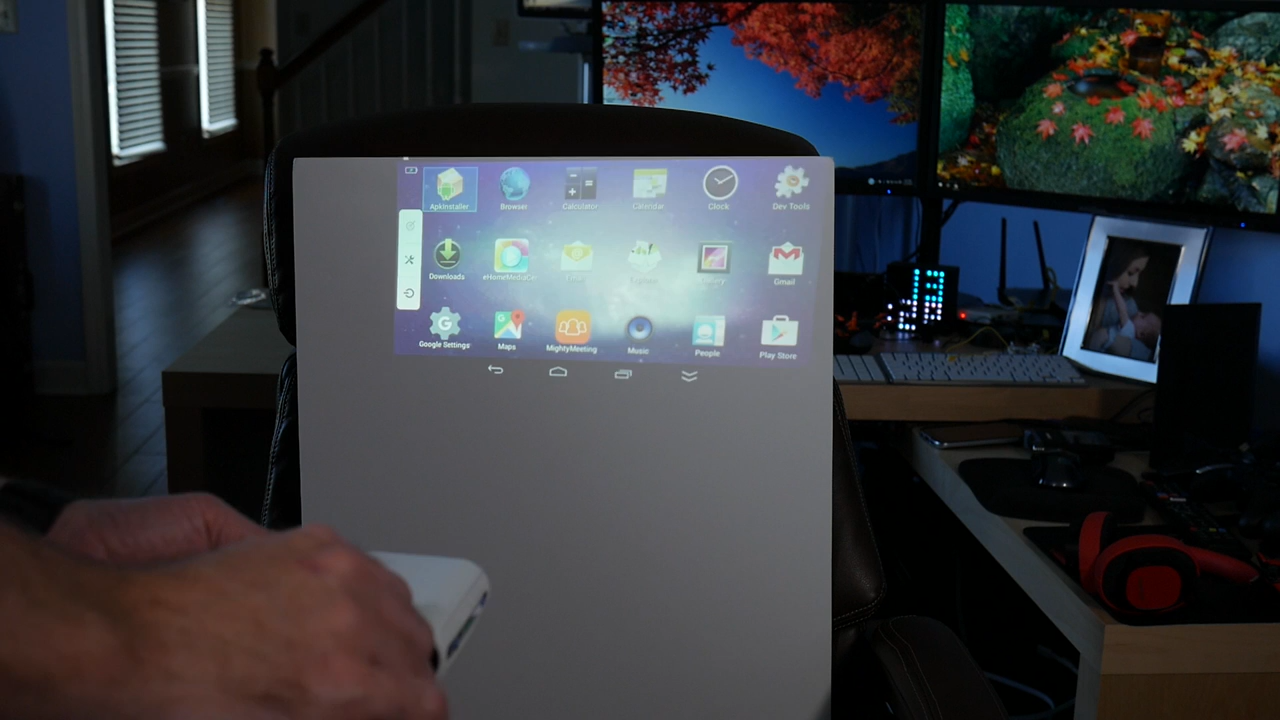 ApkInstaller Browser Calculator Calendar Clock Dev Tools
Downloads Gmail
Google Settings Maps MightyMeeting Music People Play Store